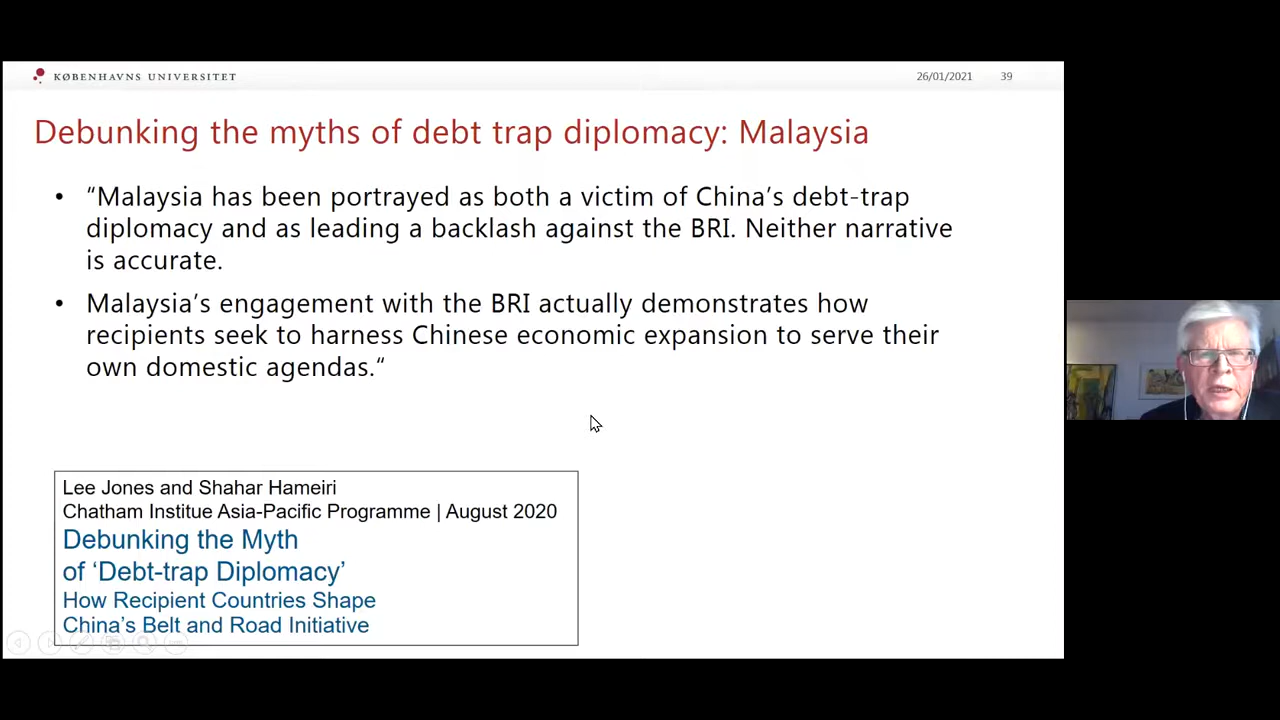 KØBENHAVNS UNIVERSITET
26/01/2021
39
Debunking the myths of debt trap diplomacy: Malaysia
• “Malaysia has been portrayed as both a victim of China’s debt-trap
diplomacy and as leading a backlash against the BRI. Neither narrative
is accurate.
• Malaysia’s engagement with the BRI actually demonstrates how
recipients seek to harness Chinese economic expansion to serve their
own domestic agendas.“
Lee Jones and Shahar Hameiri
Chatham Institue Asia-Pacific Programme | August 2020
Debunking the Myth
of ‘Debt-trap Diplomacy’
How Recipient Countries Shape
China’s Belt and Road Initiative